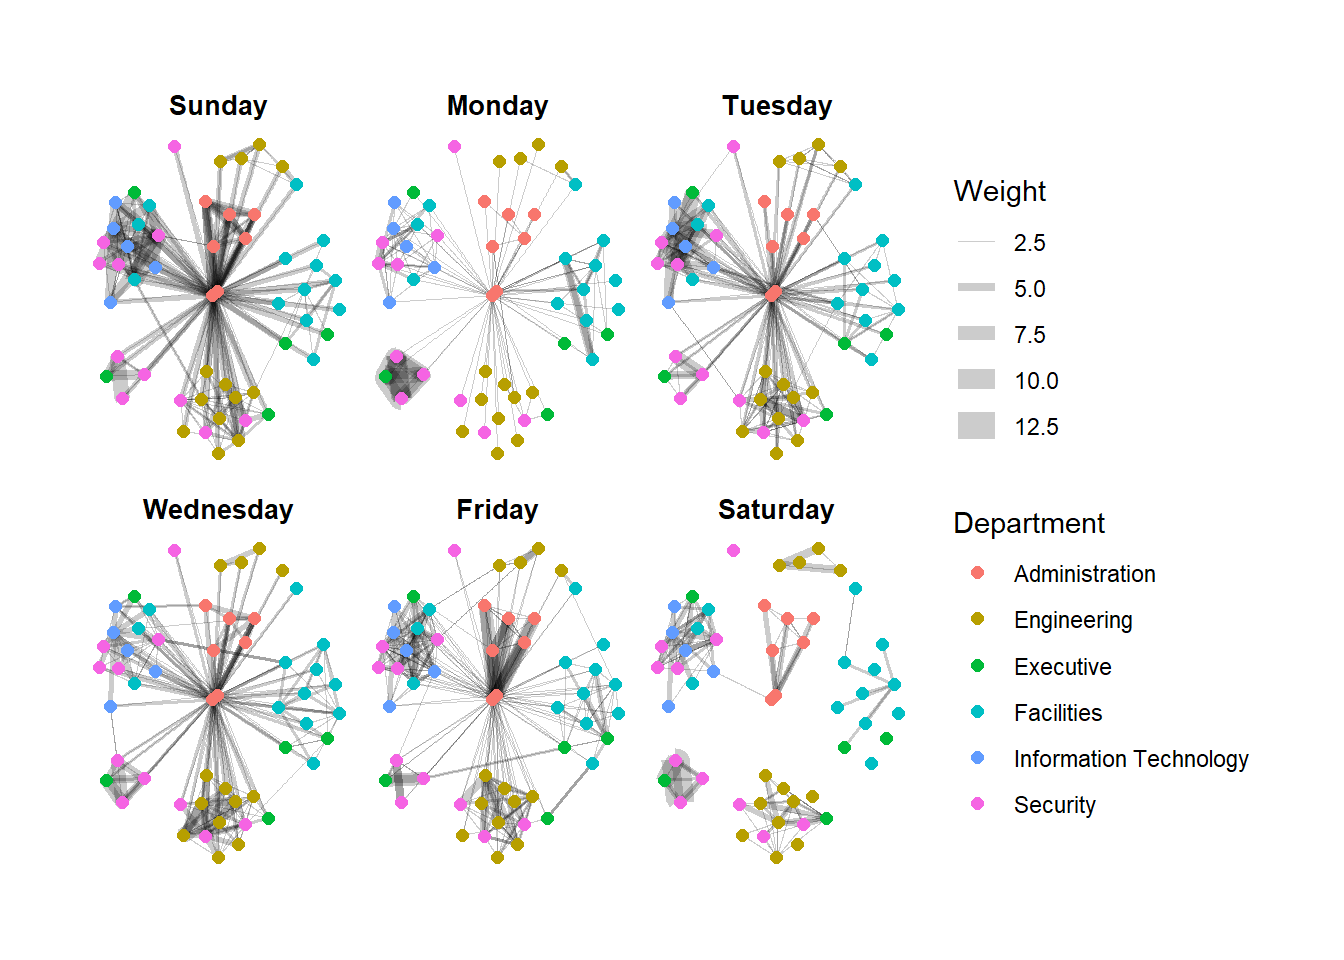 Sunday
Monday
Tuesday
Wednesday
Friday
Saturday
Weight
2.5
5.0
7.5
10.0
12.5
Department
Administration
Engineering
Executive
Facilities
Information Technology
Security